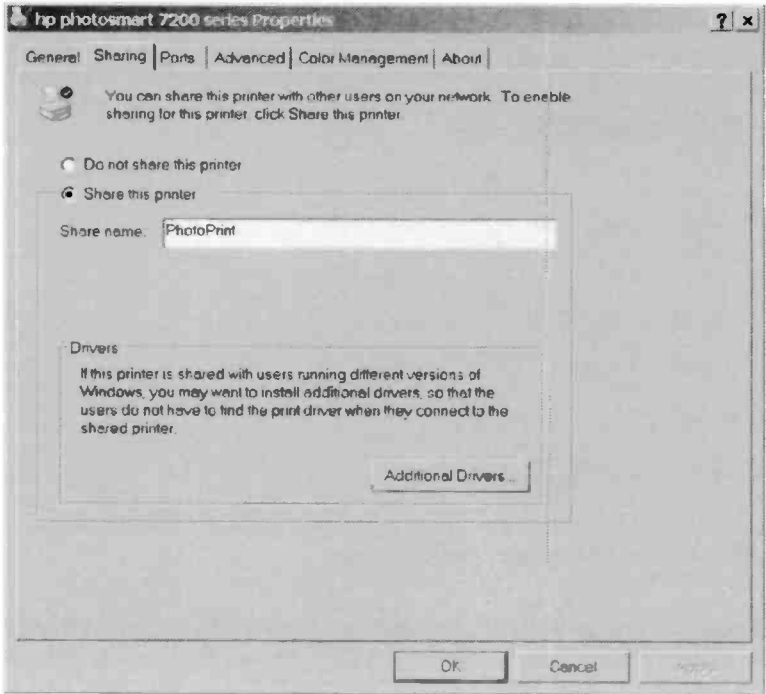 hp photosmart 7200 series Properties
General Sharing Ports Advanced Color Management About
You can share this printer with other users on your network. To enable
sharing for this printer, click Share this printer.
Do not share this printer
Share this printer
Share name: PhotoPrint
Drivers
If this printer is shared with users running different versions of
Windows, you may want to install additional drivers, so that the
users do not have to find the print driver when they connect to the
shared printer.
Additional Drivers...
OK Cancel